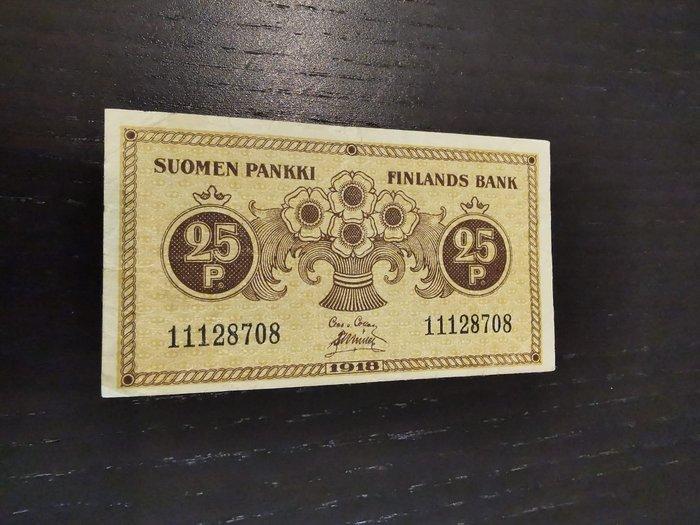 SUOMEN PANKKI FINLANDS BANK
25 P. 25 P.
11128708 11128708
1918